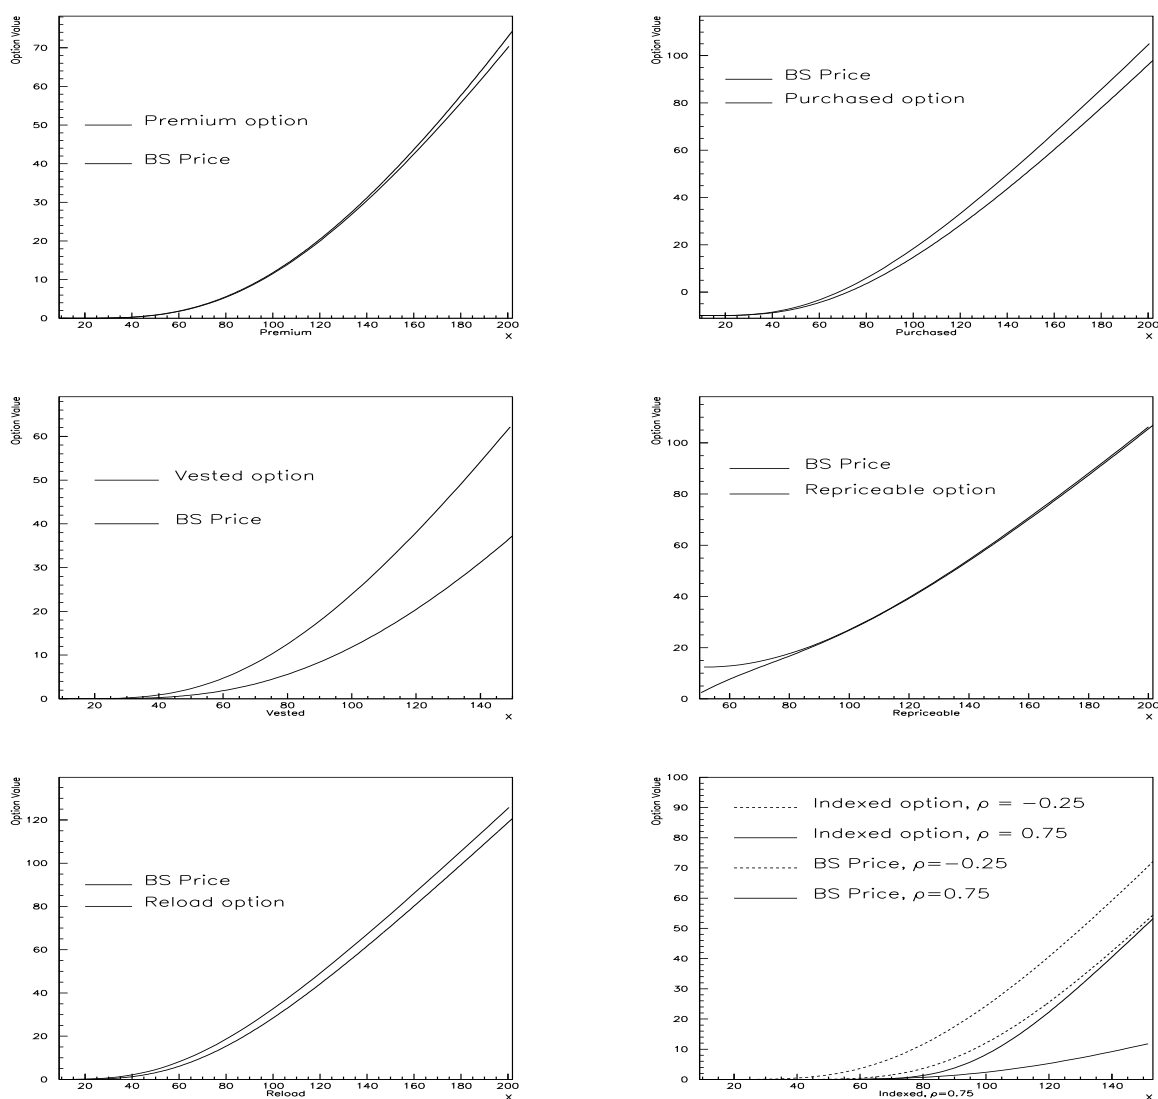 Option Value
70
60
50
40
30
20
10
0
Premium option
BS Price
20 40 60 80 100 120 140 160 180 200
Premium
x
Option Value
100
80
60
40
20
0
BS Price
Purchased option
20 40 60 80 100 120 140 160 180 200
Purchased
x
Option Value
60
50
40
30
20
10
0
Vested option
BS Price
20 40 60 80 100 120 140
Vested
x
Option Value
100
80
60
40
20
0
BS Price
Repriceable option
60 80 100 120 140 160 180 200
Repriceable
x
Option Value
120
100
80
60
40
20
0
BS Price
Reload option
20 40 60 80 100 120 140 160 180 200
Reload
x
Option Value
100
90
80
70
60
50
40
30
20
10
0
Indexed option, ρ = −0.25
Indexed option, ρ = 0.75
BS Price, ρ=−0.25
BS Price, ρ=0.75
20 40 60 80 100 120 140
Indexed, ρ=0.75
x